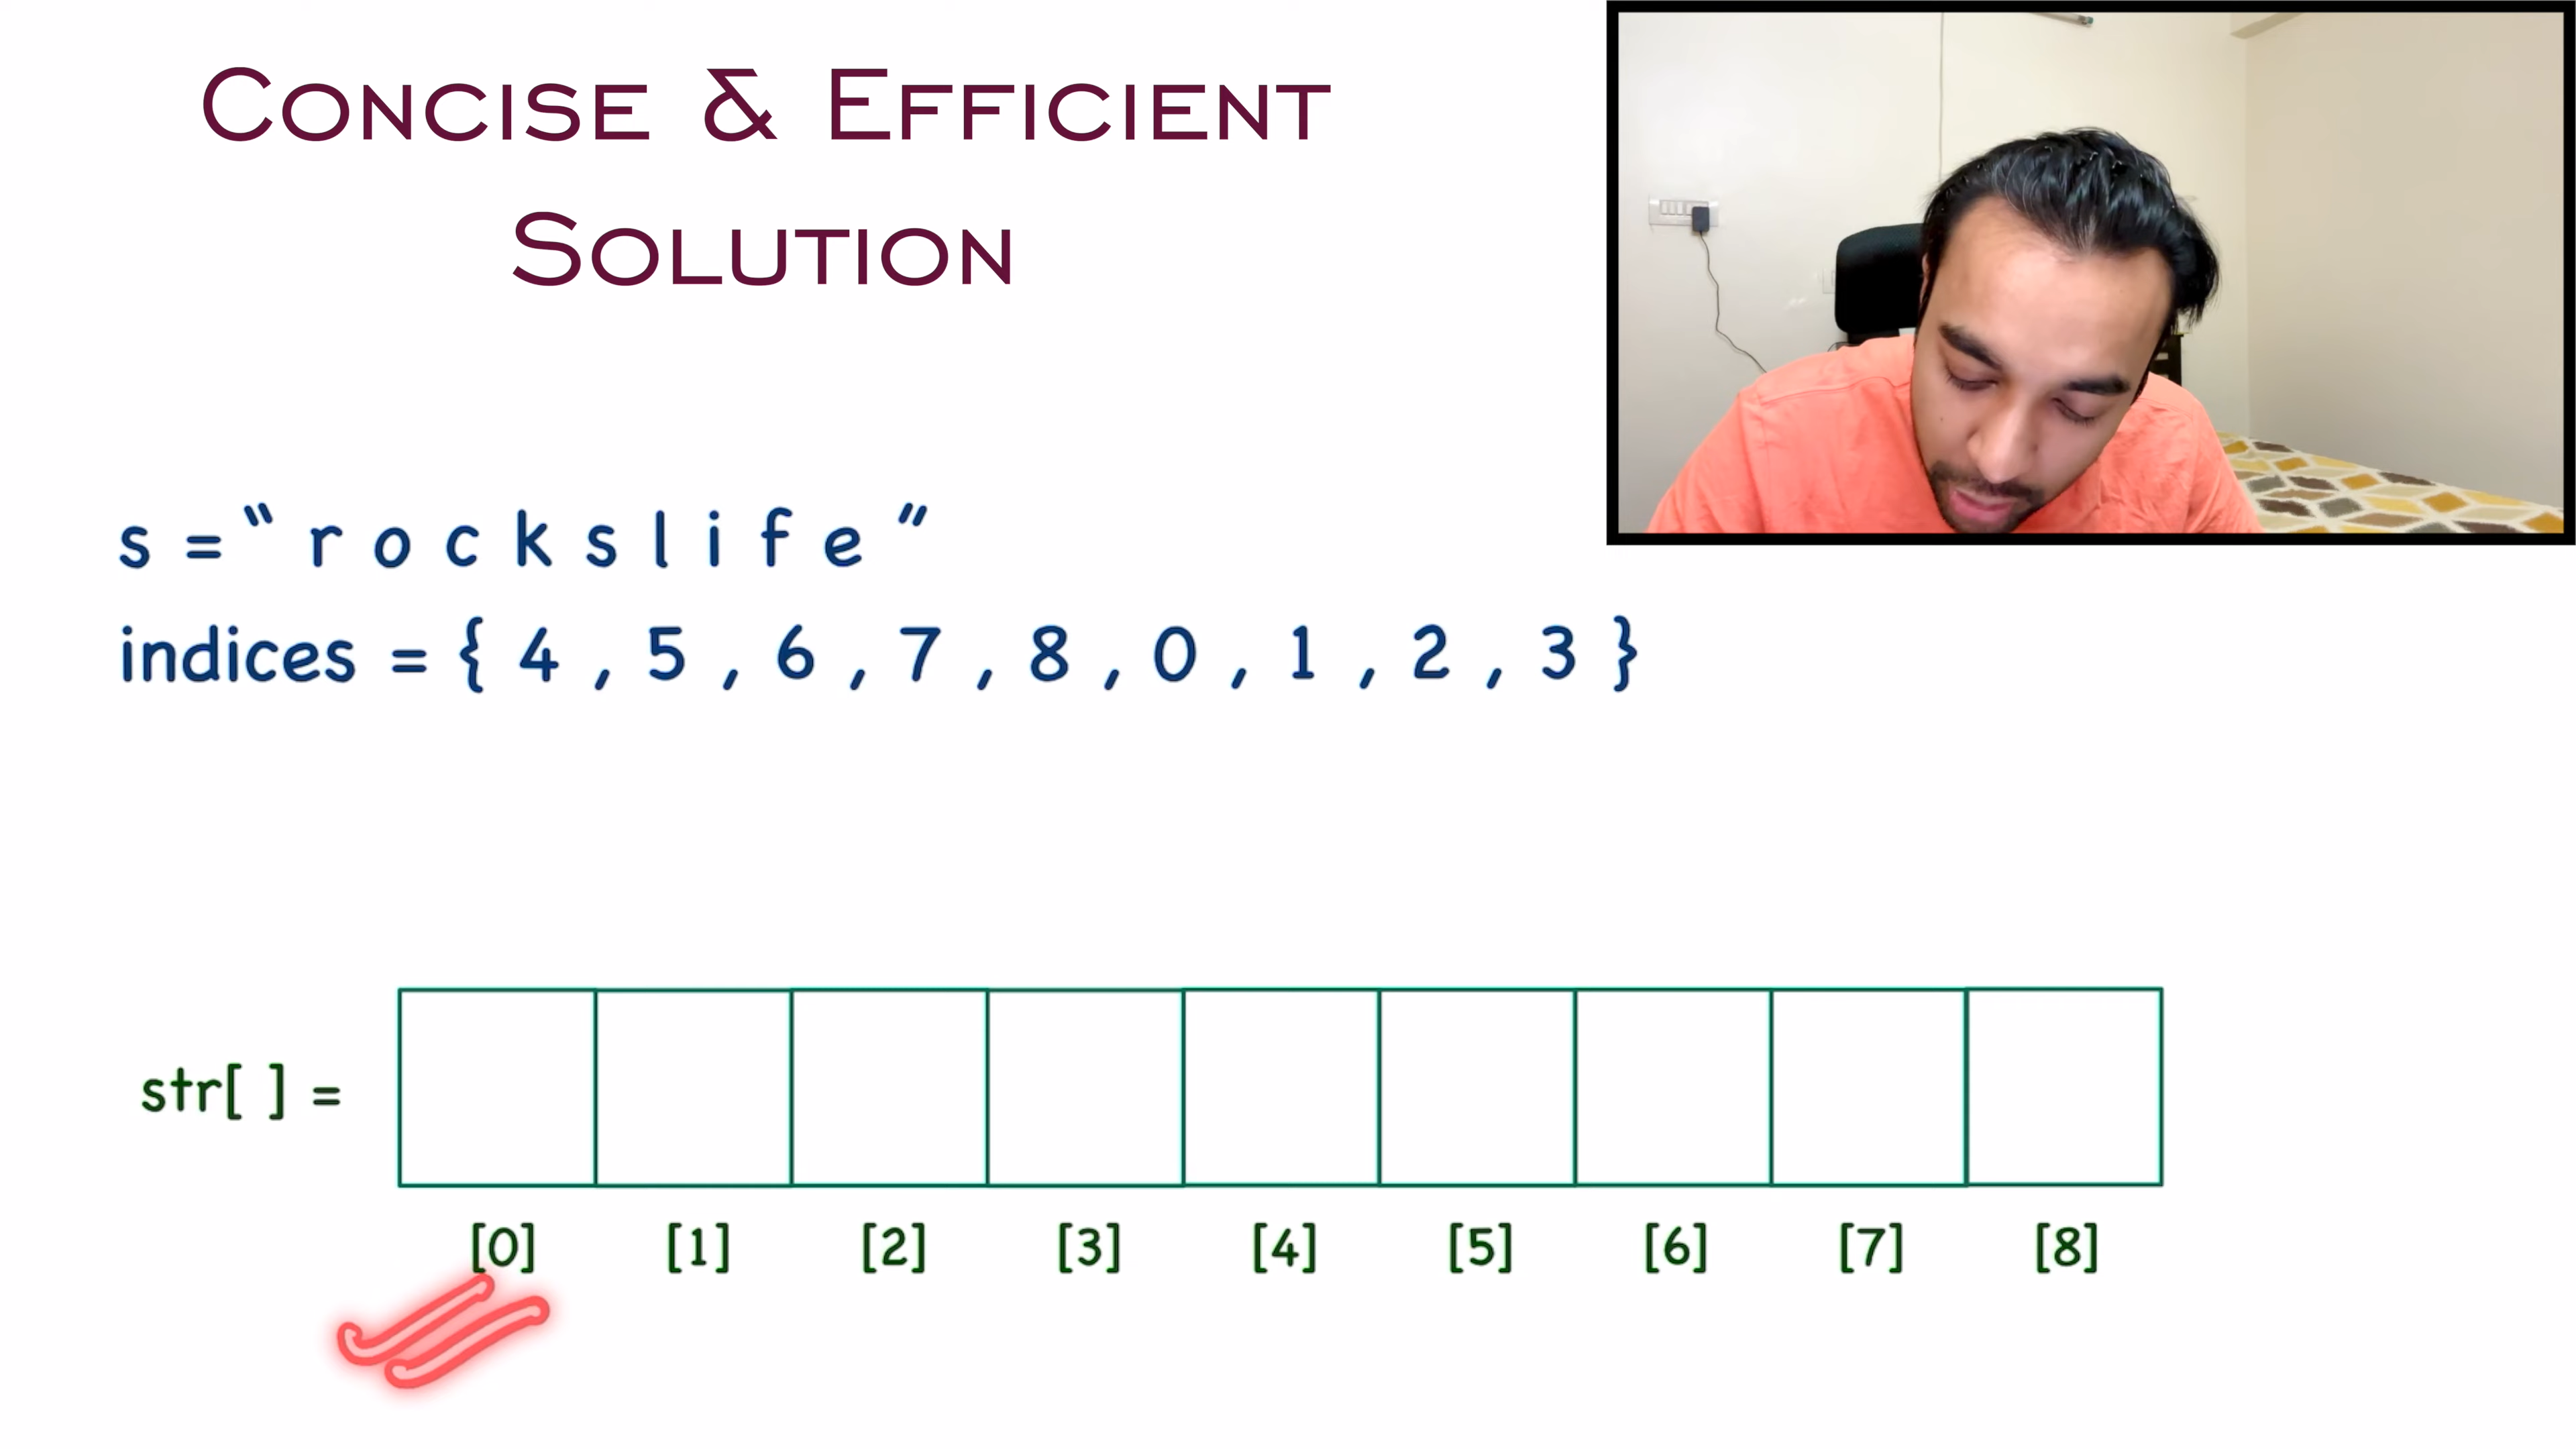 CONCISE & EFFICIENT
SOLUTION
s = “ r o c k s l i f e ”
indices = { 4 , 5 , 6 , 7 , 8 , 0 , 1 , 2 , 3 }
str[ ] =
[0] [1] [2] [3] [4] [5] [6] [7] [8]